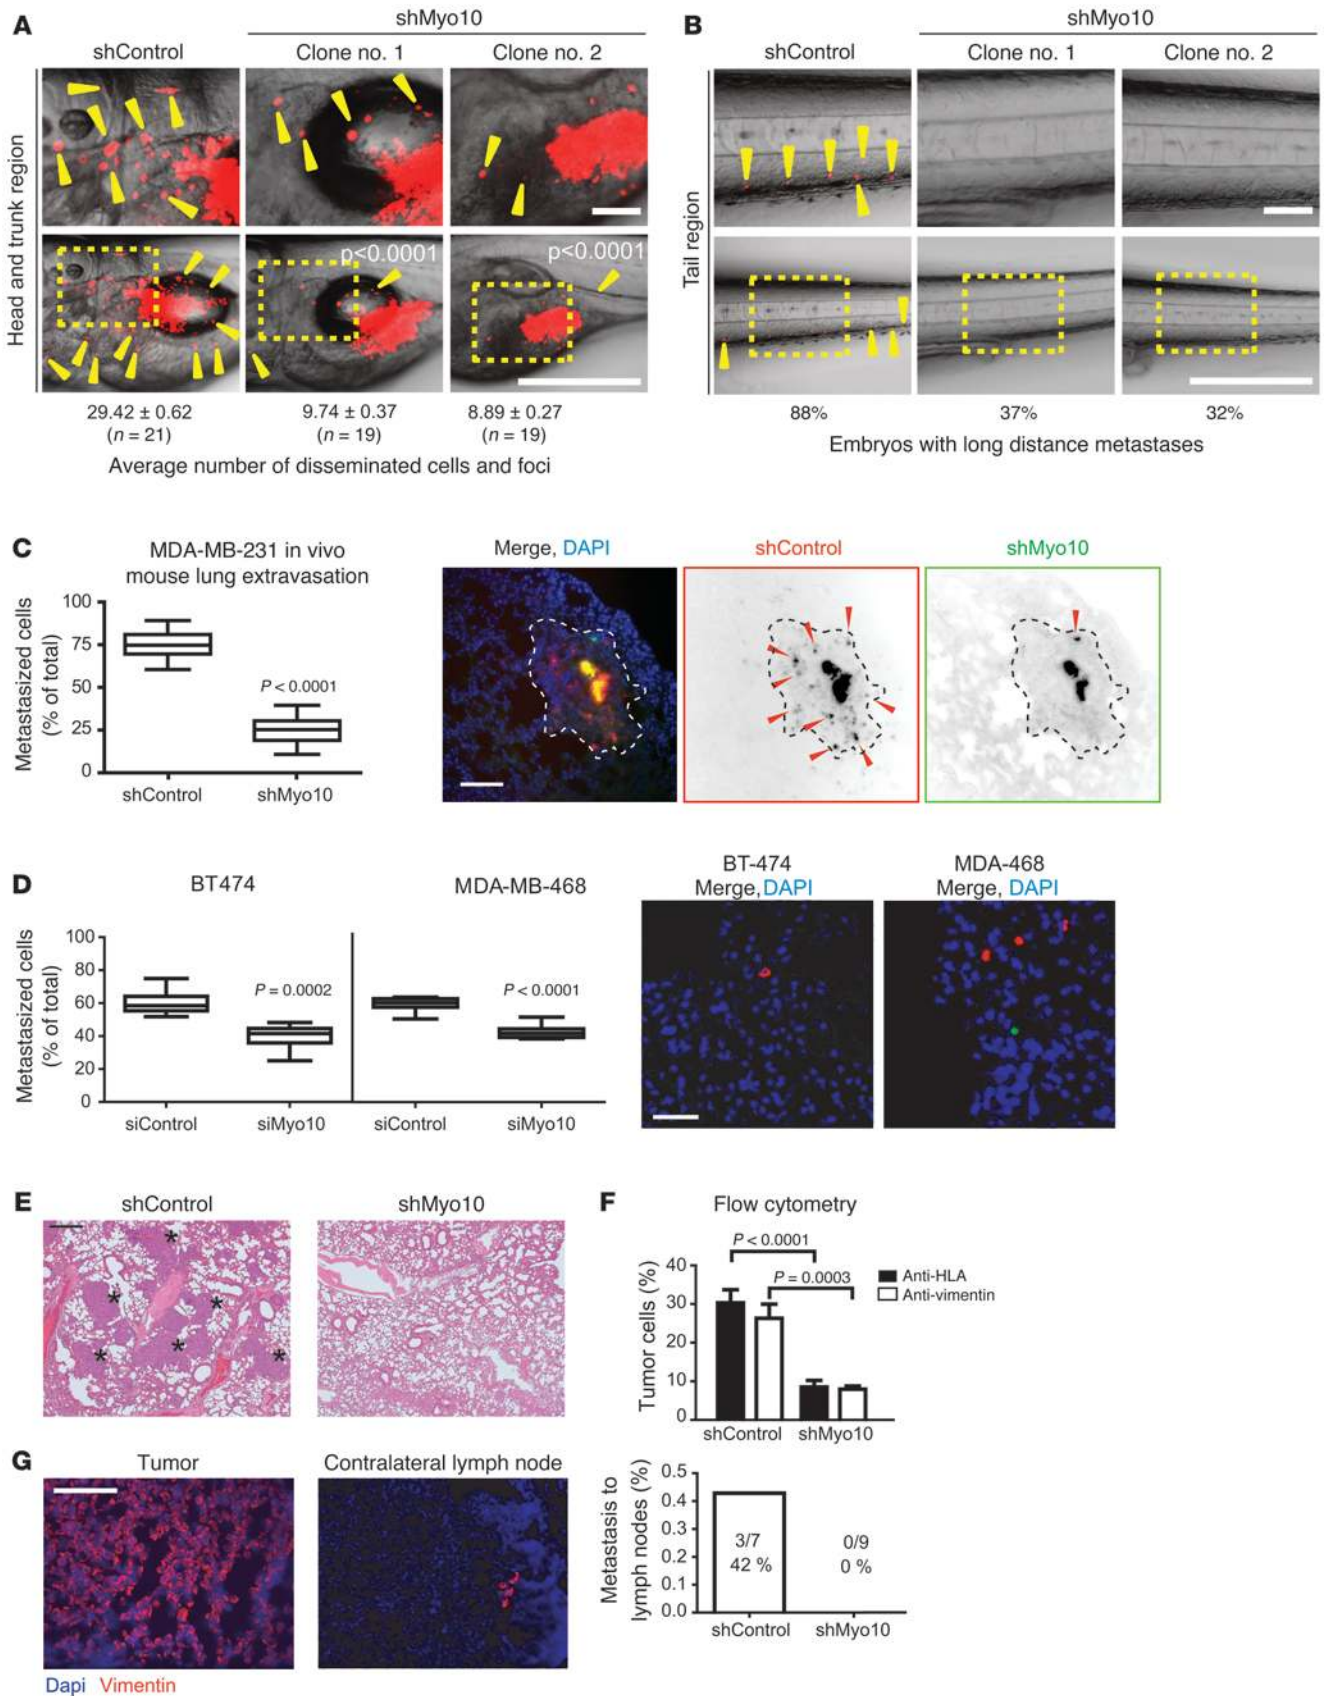 A
shMyo10
shControl
Clone no. 1
Clone no. 2
Head and trunk region
p<0.0001
p<0.0001
29.42 ± 0.62
(n = 21)
9.74 ± 0.37
(n = 19)
8.89 ± 0.27
(n = 19)
Average number of disseminated cells and foci
B
shMyo10
shControl
Clone no. 1
Clone no. 2
Tail region
88%
37%
32%
Embryos with long distance metastases
C
MDA-MB-231 in vivo
mouse lung extravasation
Metastasized cells
(% of total)
100
75
50
25
0
P < 0.0001
shControl
shMyo10
Merge, DAPI
shControl
shMyo10
D
BT474
MDA-MB-468
Metastasized cells
(% of total)
100
80
60
40
20
0
P = 0.0002
P < 0.0001
siControl
siMyo10
siControl
siMyo10
BT-474
Merge, DAPI
MDA-468
Merge, DAPI
E
shControl
shMyo10
*
*
*
*
*
*
F
Flow cytometry
P < 0.0001
P = 0.0003
Anti-HLA
Anti-vimentin
Tumor cells (%)
40
30
20
10
0
shControl
shMyo10
G
Tumor
Contralateral lymph node
Dapi Vimentin
Metastasis to
lymph nodes (%)
0.5
0.4
0.3
0.2
0.1
0.0
3/7
42 %
0/9
0 %
shControl
shMyo10